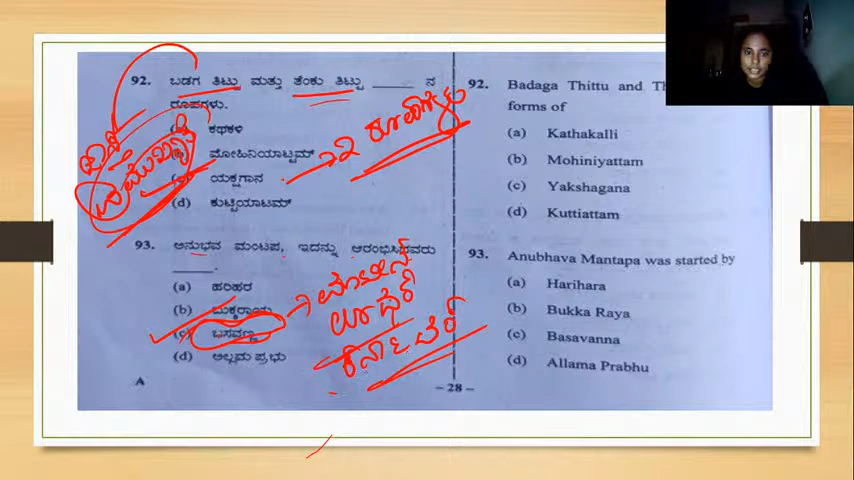 92. ಬಡಗ ತಿಟ್ಟು ಮತ್ತು ತೆಂಕು ತಿಟ್ಟು ____ ನ
ರೂಪಗಳು.
ಕಥಕಳಿ
ಮೋಹಿನಿಯಾಟ್ಟಮ್
ಯಕ್ಷಗಾನ
(d) ಕುಟ್ಟಿಯಾಟಮ್
93. ಅನುಭವ ಮಂಟಪ, ಇದನ್ನು ಆರಂಭಿಸಿದವರು
____.
(a) ಹರಿಹರ
(b) ಬುಕ್ಕರಾಯ
(c) ಬಸವಣ್ಣ
(d) ಅಲ್ಲಮ ಪ್ರಭು
A
– 28 –
92. Badaga Thittu and Th
forms of
(a) Kathakalli
(b) Mohiniyattam
(c) Yakshagana
(d) Kuttiattam
93. Anubhava Mantapa was started by
(a) Harihara
(b) Bukka Raya
(c) Basavanna
(d) Allama Prabhu